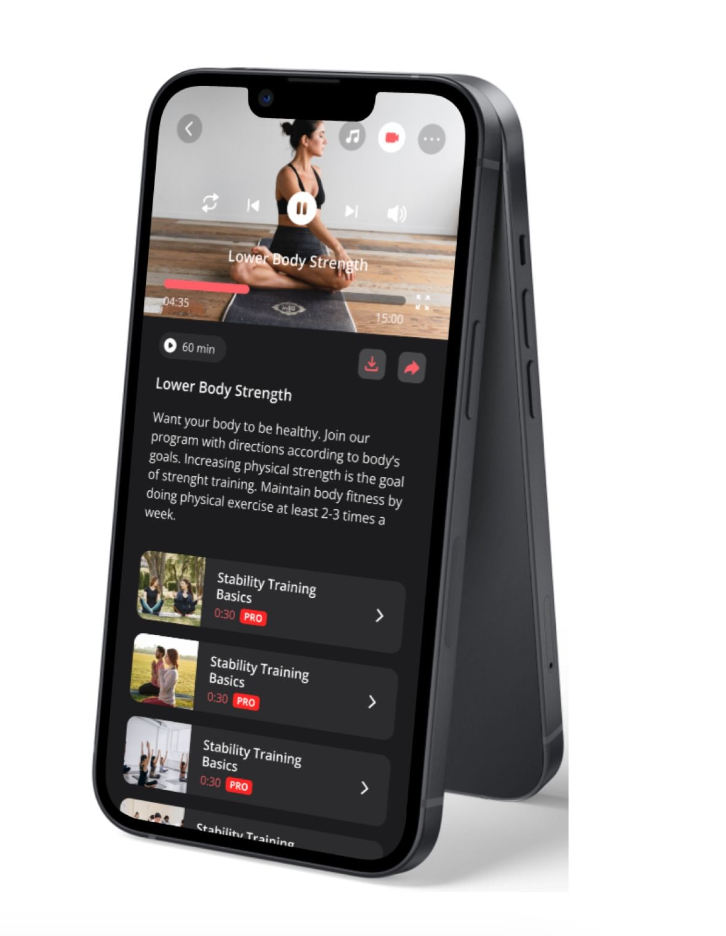 Lower Body Strength
04:35
15:00
60 min
Lower Body Strength
Want your body to be healthy. Join our
program with directions according to body's
goals. Increasing physical strength is the goal
of strenght training. Maintain body fitness by
doing physical exercise at least 2-3 times a
week.
Stability Training
Basics
0:30 PRO
Stability Training
Basics
0:30 PRO
Stability Training
Basics
0:30 PRO
Stability Training